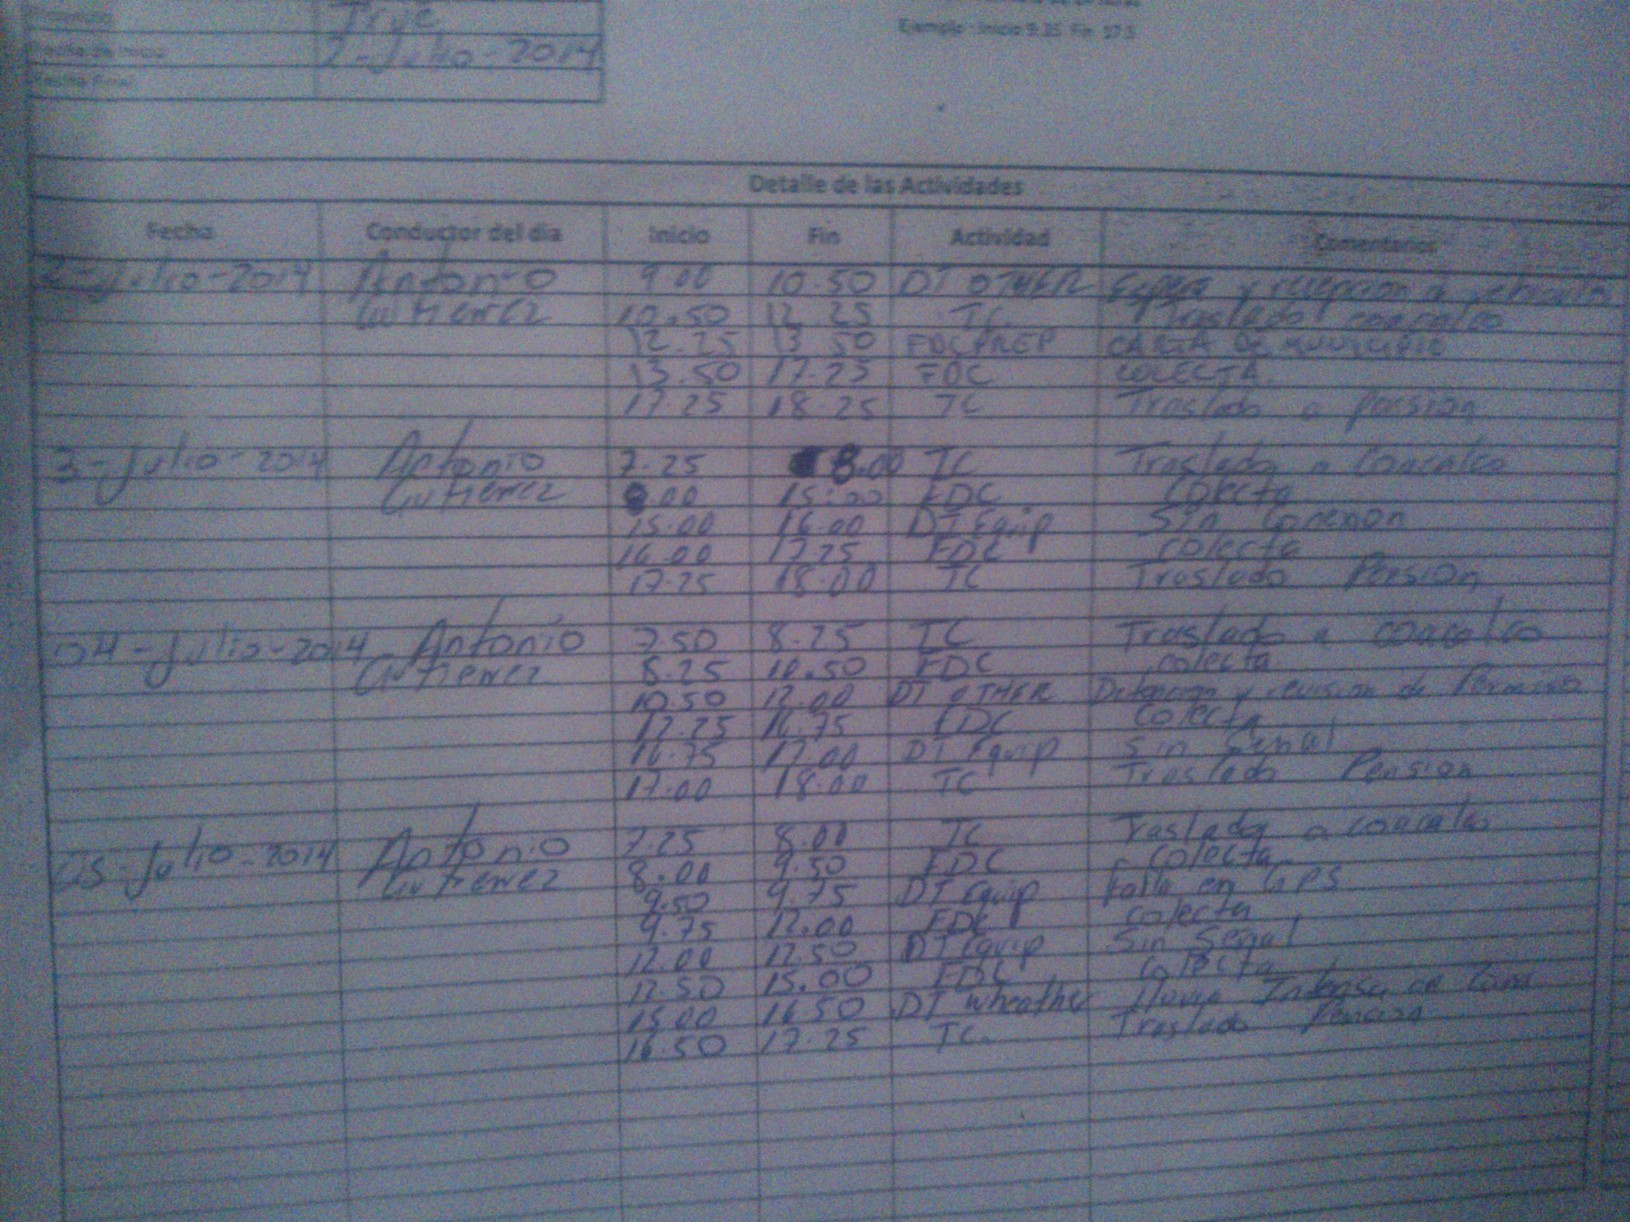 True
Fecha de Inicio 2-Julio-2014
Fecha Final
Ejemplo: Inicio 9.25 Fin 17.5
Detalle de las Actividades
Fecha Conductor del dia Inicio Fin Actividad Comentarios
2-Julio-2014 Antonio 9.00 10.50 DT OTHER Espera y recepcion
Gutierrez 10.50 12.25 TC Traslado coacalco
12.25 13.50 FDC PREP CARTA DE MUNICIPIO
13.50 17.25 FDC COLECTA
17.25 18.25 TC Traslado a Pension
3-Julio-2014 Antonio 7.25 8.00 TC Traslado a Coacalco
Gutierrez 8.00 15:00 FDC Colecta
15.00 16.00 DT Equip Sin Conexion
16.00 17.25 FDC colecta
17.25 18.00 TC Traslado Pension
04-Julio-2014 Antonio 7.50 8.25 TC Traslado a coacalco
Gutierrez 8.25 10.50 FDC colecta
10.50 12.00 DT OTHER Detencion y revision de Permiso
12.25 16.75 FDC Colecta
16.75 17.00 DT Equip Sin Señal
17.00 18.00 TC Traslado Pension
05-Julio-2014 Antonio 7.25 8.00 TC Traslado a coacalco
Gutierrez 8.00 9.50 FDC colecta
9.50 9.75 DT Equip Falla en GPS
9.75 12.00 FDC colecta
12.00 12.50 DT Equip Sin Señal
12.50 15.00 FDC colecta
15.00 16.50 DT Wheather lluvia Intensa en
16.50 17.25 TC. Traslado Pension